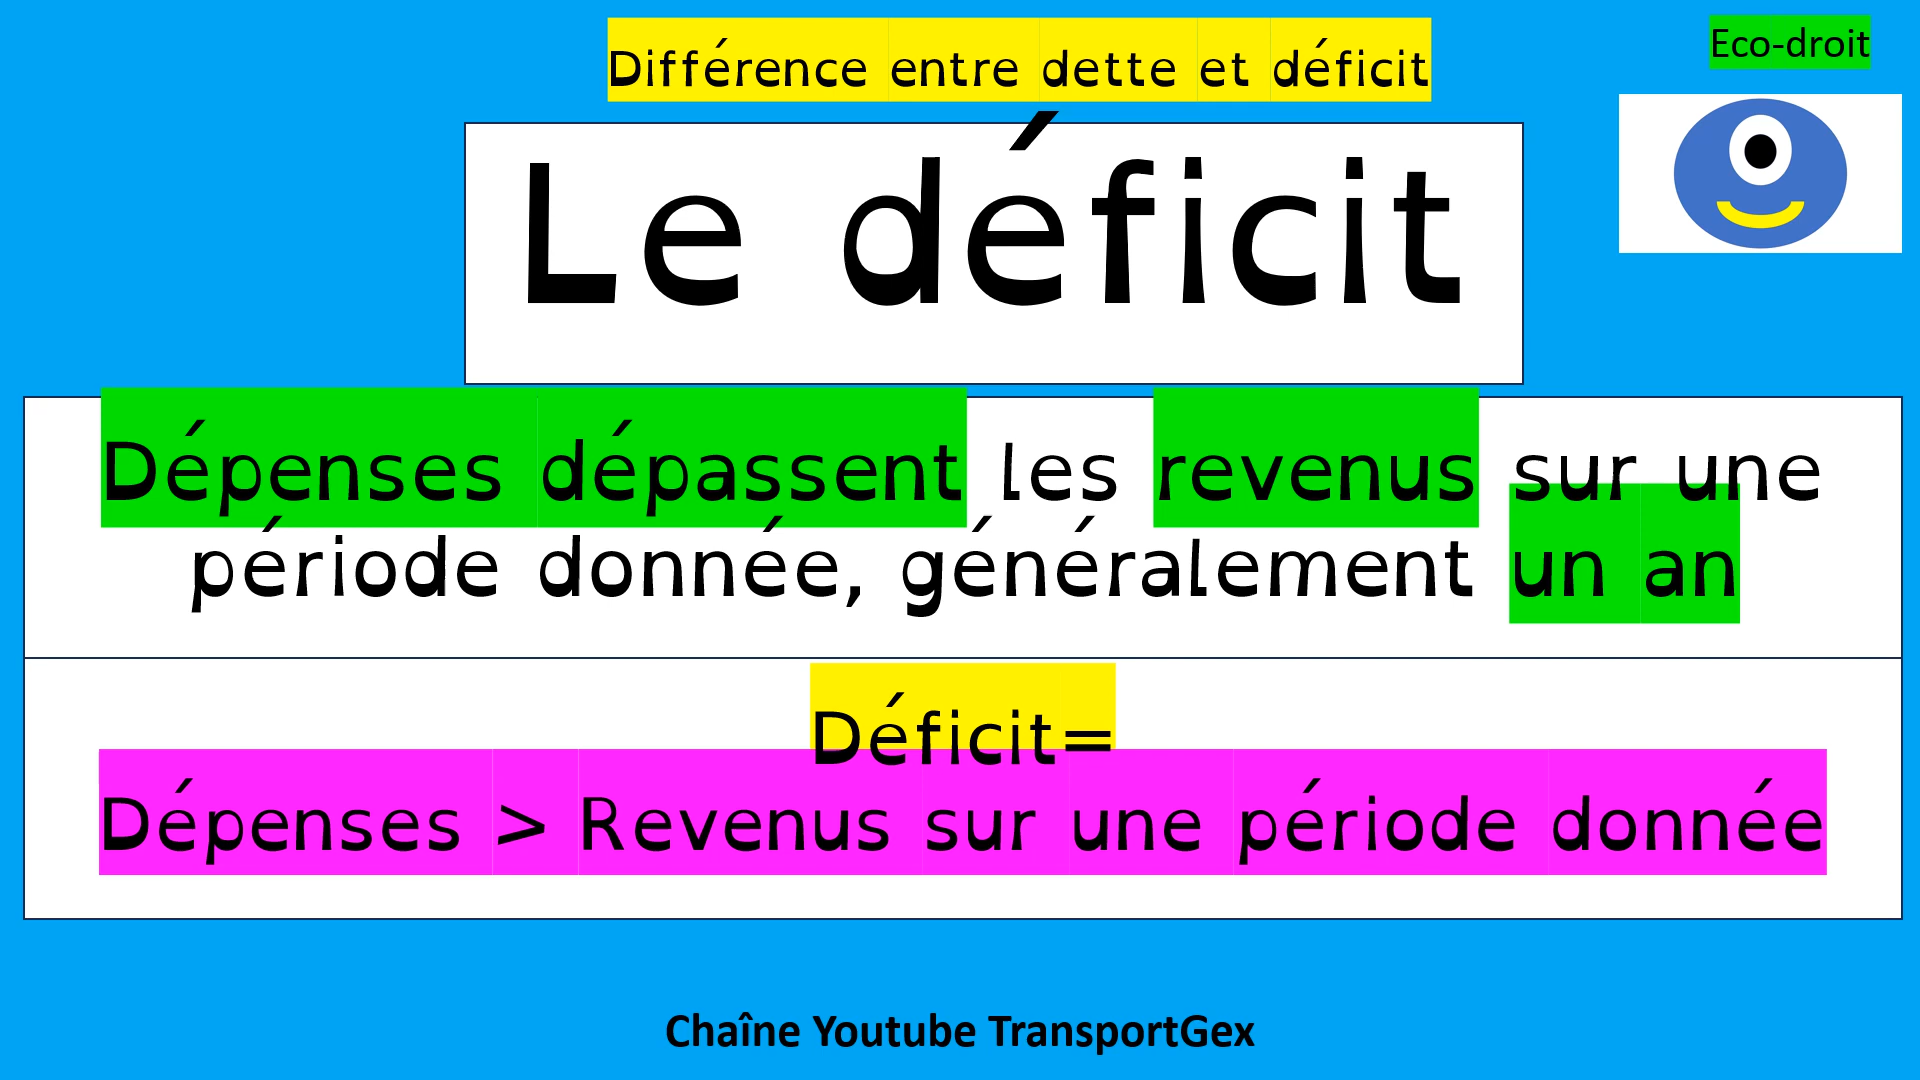 Différence entre dette et déficit
Eco-droit
Le déficit
Dépenses dépassent les revenus sur une
période donnée, généralement un an
Déficit=
Dépenses > Revenus sur une période donnée
Chaîne Youtube TransportGex